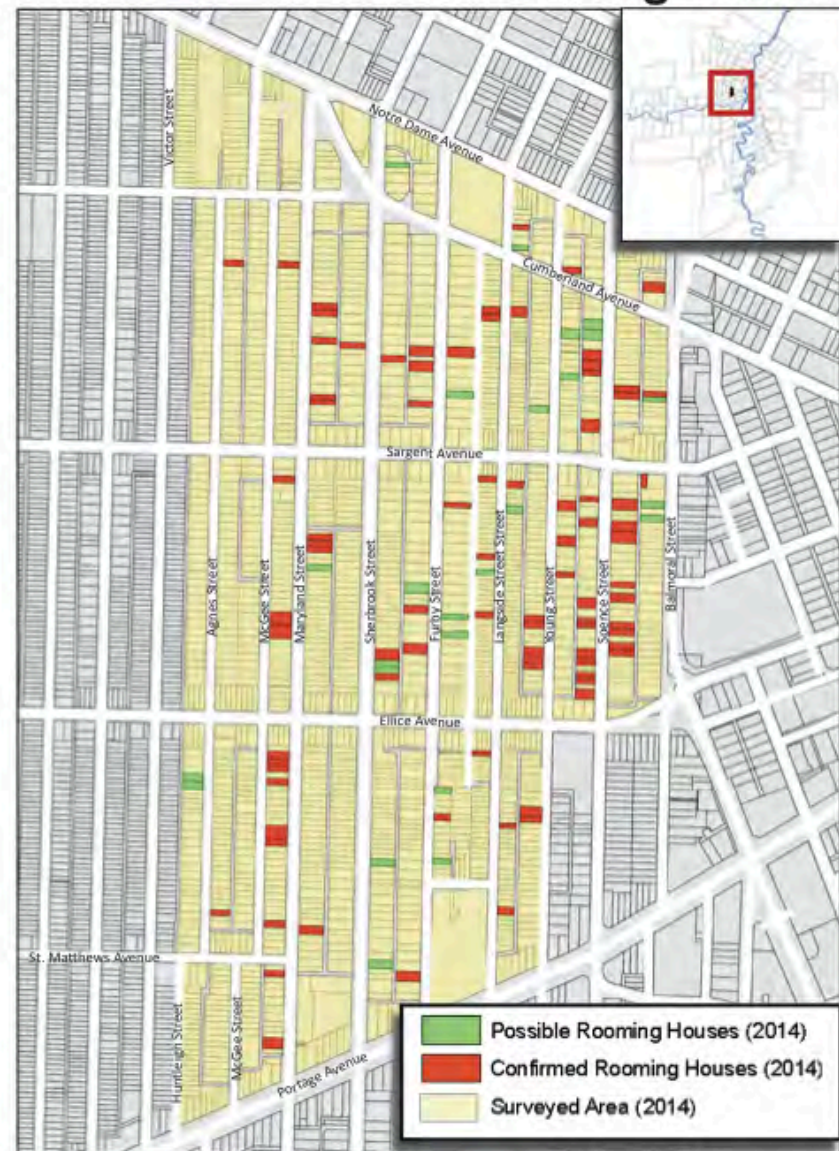 Victor Street
Notre Dame Avenue
Cumberland Avenue
Sargent Avenue
Agnes Street
McGee Street
Maryland Street
Sherbrook Street
Furby Street
Langside Street Street
Young Street
Spence Street
Balmoral Street
Ellice Avenue
St. Matthews Avenue
Huntleigh Street
McGee Street
Portage Avenue
Possible Rooming Houses (2014)
Confirmed Rooming Houses (2014)
Surveyed Area (2014)